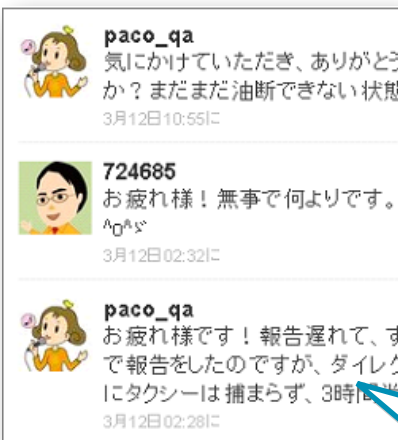 paco_qa
気にかけていただき、ありがとう
か？まだまだ油断できない状態
3月12日10:55に
724685
お疲れ様！無事で何よりです。
3月12日02:32に
paco_qa
お疲れ様です！報告遅れて、す
で報告をしたのですが、ダイレク
にタクシーは捕まらず、3時間
3月12日02:28に